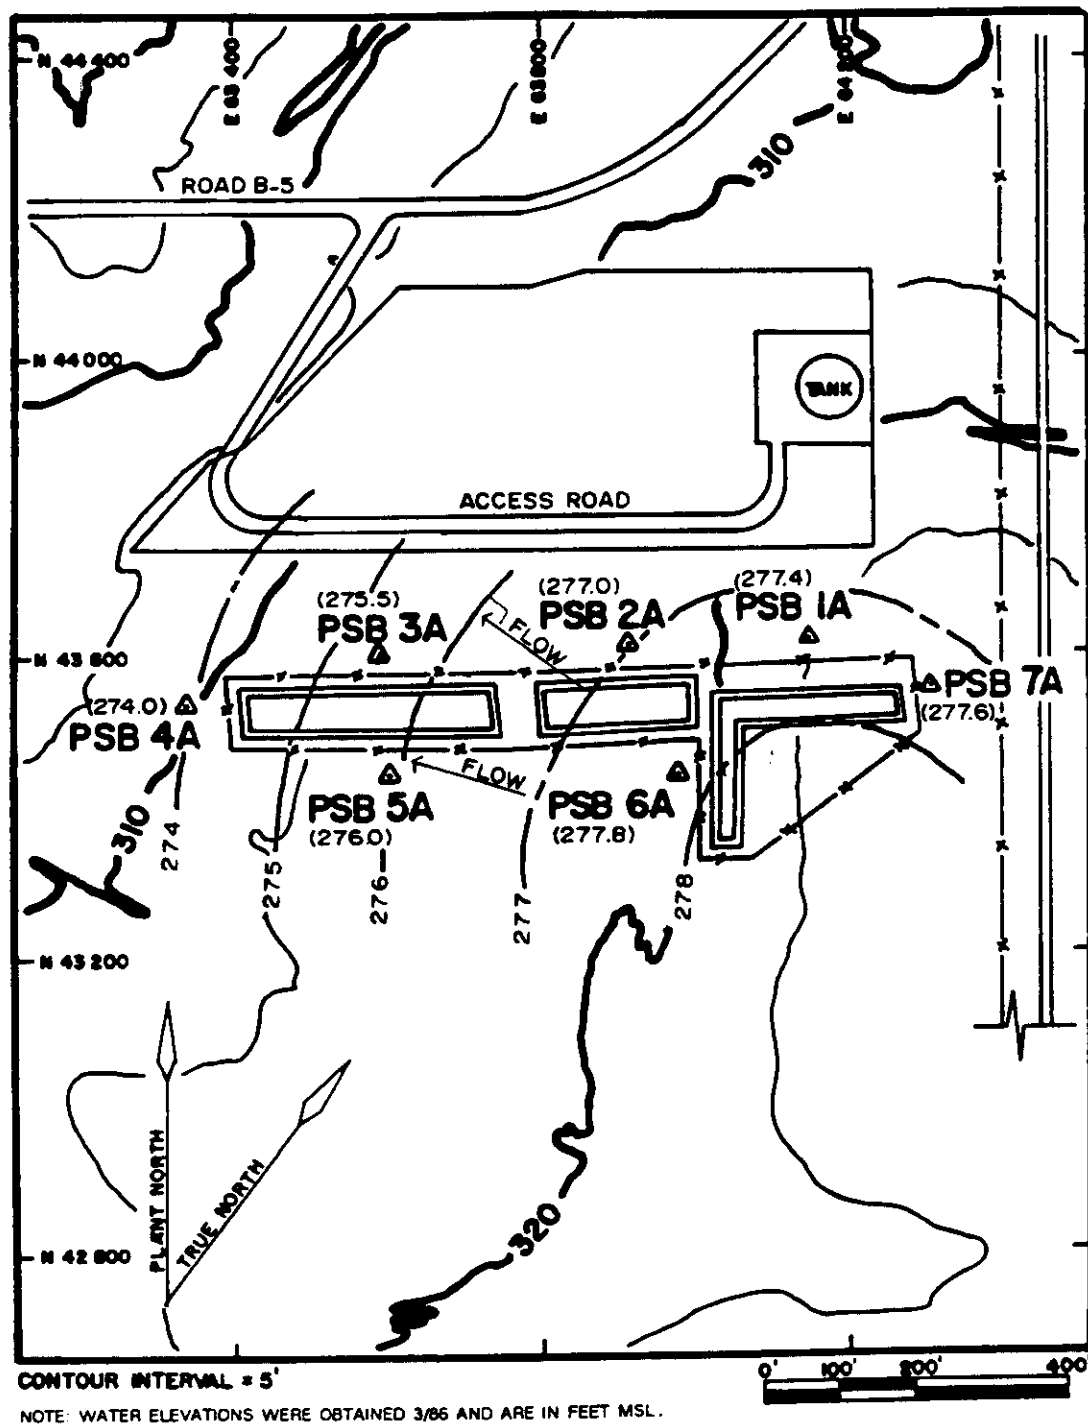 N 44 400
E 63 400
E 63800
E 64 200
310
ROAD B-5
N 44 000
TANK
ACCESS ROAD
(275.5)
PSB 3A
FLOW
(277.0)
PSB 2A
(277.4)
PSB 1A
N 43 600
(274.0)
PSB 4A
PSB 7A
(277.6)
FLOW
PSB 5A
(276.0)
PSB 6A
(277.8)
310
274
275
276
277
278
N 43 200
PLANT NORTH
TRUE NORTH
320
N 42 800
CONTOUR INTERVAL = 5'
0' 100' 200' 400'
NOTE: WATER ELEVATIONS WERE OBTAINED 3/86 AND ARE IN FEET MSL.